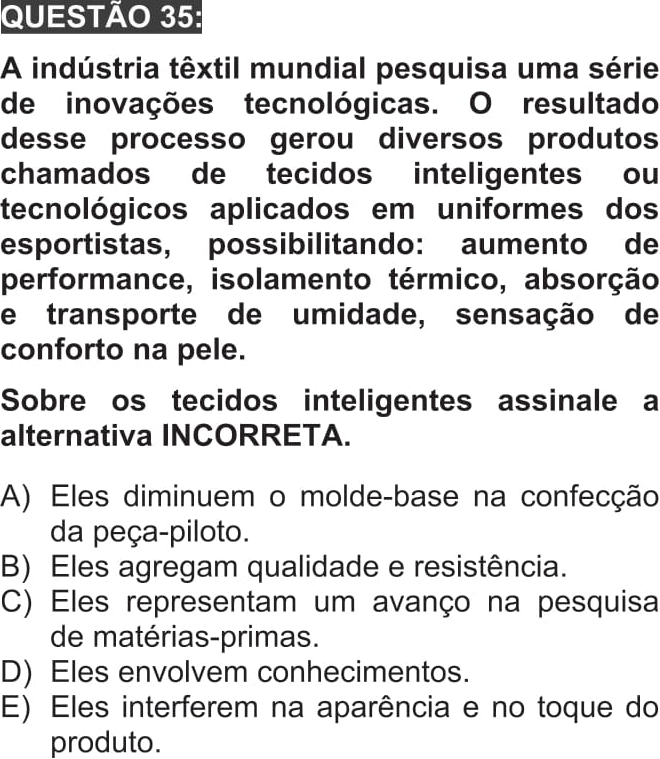 QUESTÃO 35:
A indústria têxtil mundial pesquisa uma série
de inovações tecnológicas. O resultado
desse processo gerou diversos produtos
chamados de tecidos inteligentes ou
tecnológicos aplicados em uniformes dos
esportistas, possibilitando: aumento de
performance, isolamento térmico, absorção
e transporte de umidade, sensação de
conforto na pele.
Sobre os tecidos inteligentes assinale a
alternativa INCORRETA.
A) Eles diminuem o molde-base na confecção
da peça-piloto.
B) Eles agregam qualidade e resistência.
C) Eles representam um avanço na pesquisa
de matérias-primas.
D) Eles envolvem conhecimentos.
E) Eles interferem na aparência e no toque do
produto.